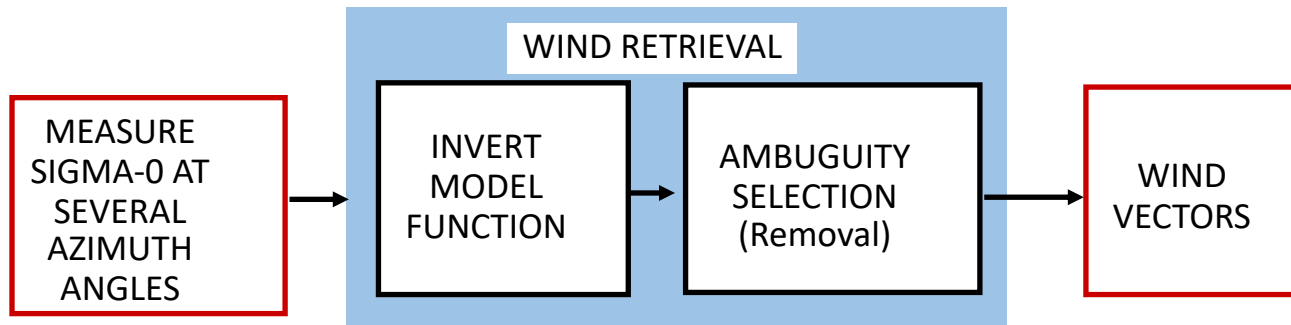 WIND RETRIEVAL
MEASURE
SIGMA-0 AT
SEVERAL
AZIMUTH
ANGLES
INVERT
MODEL
FUNCTION
AMBUGUITY
SELECTION
(Removal)
WIND
VECTORS